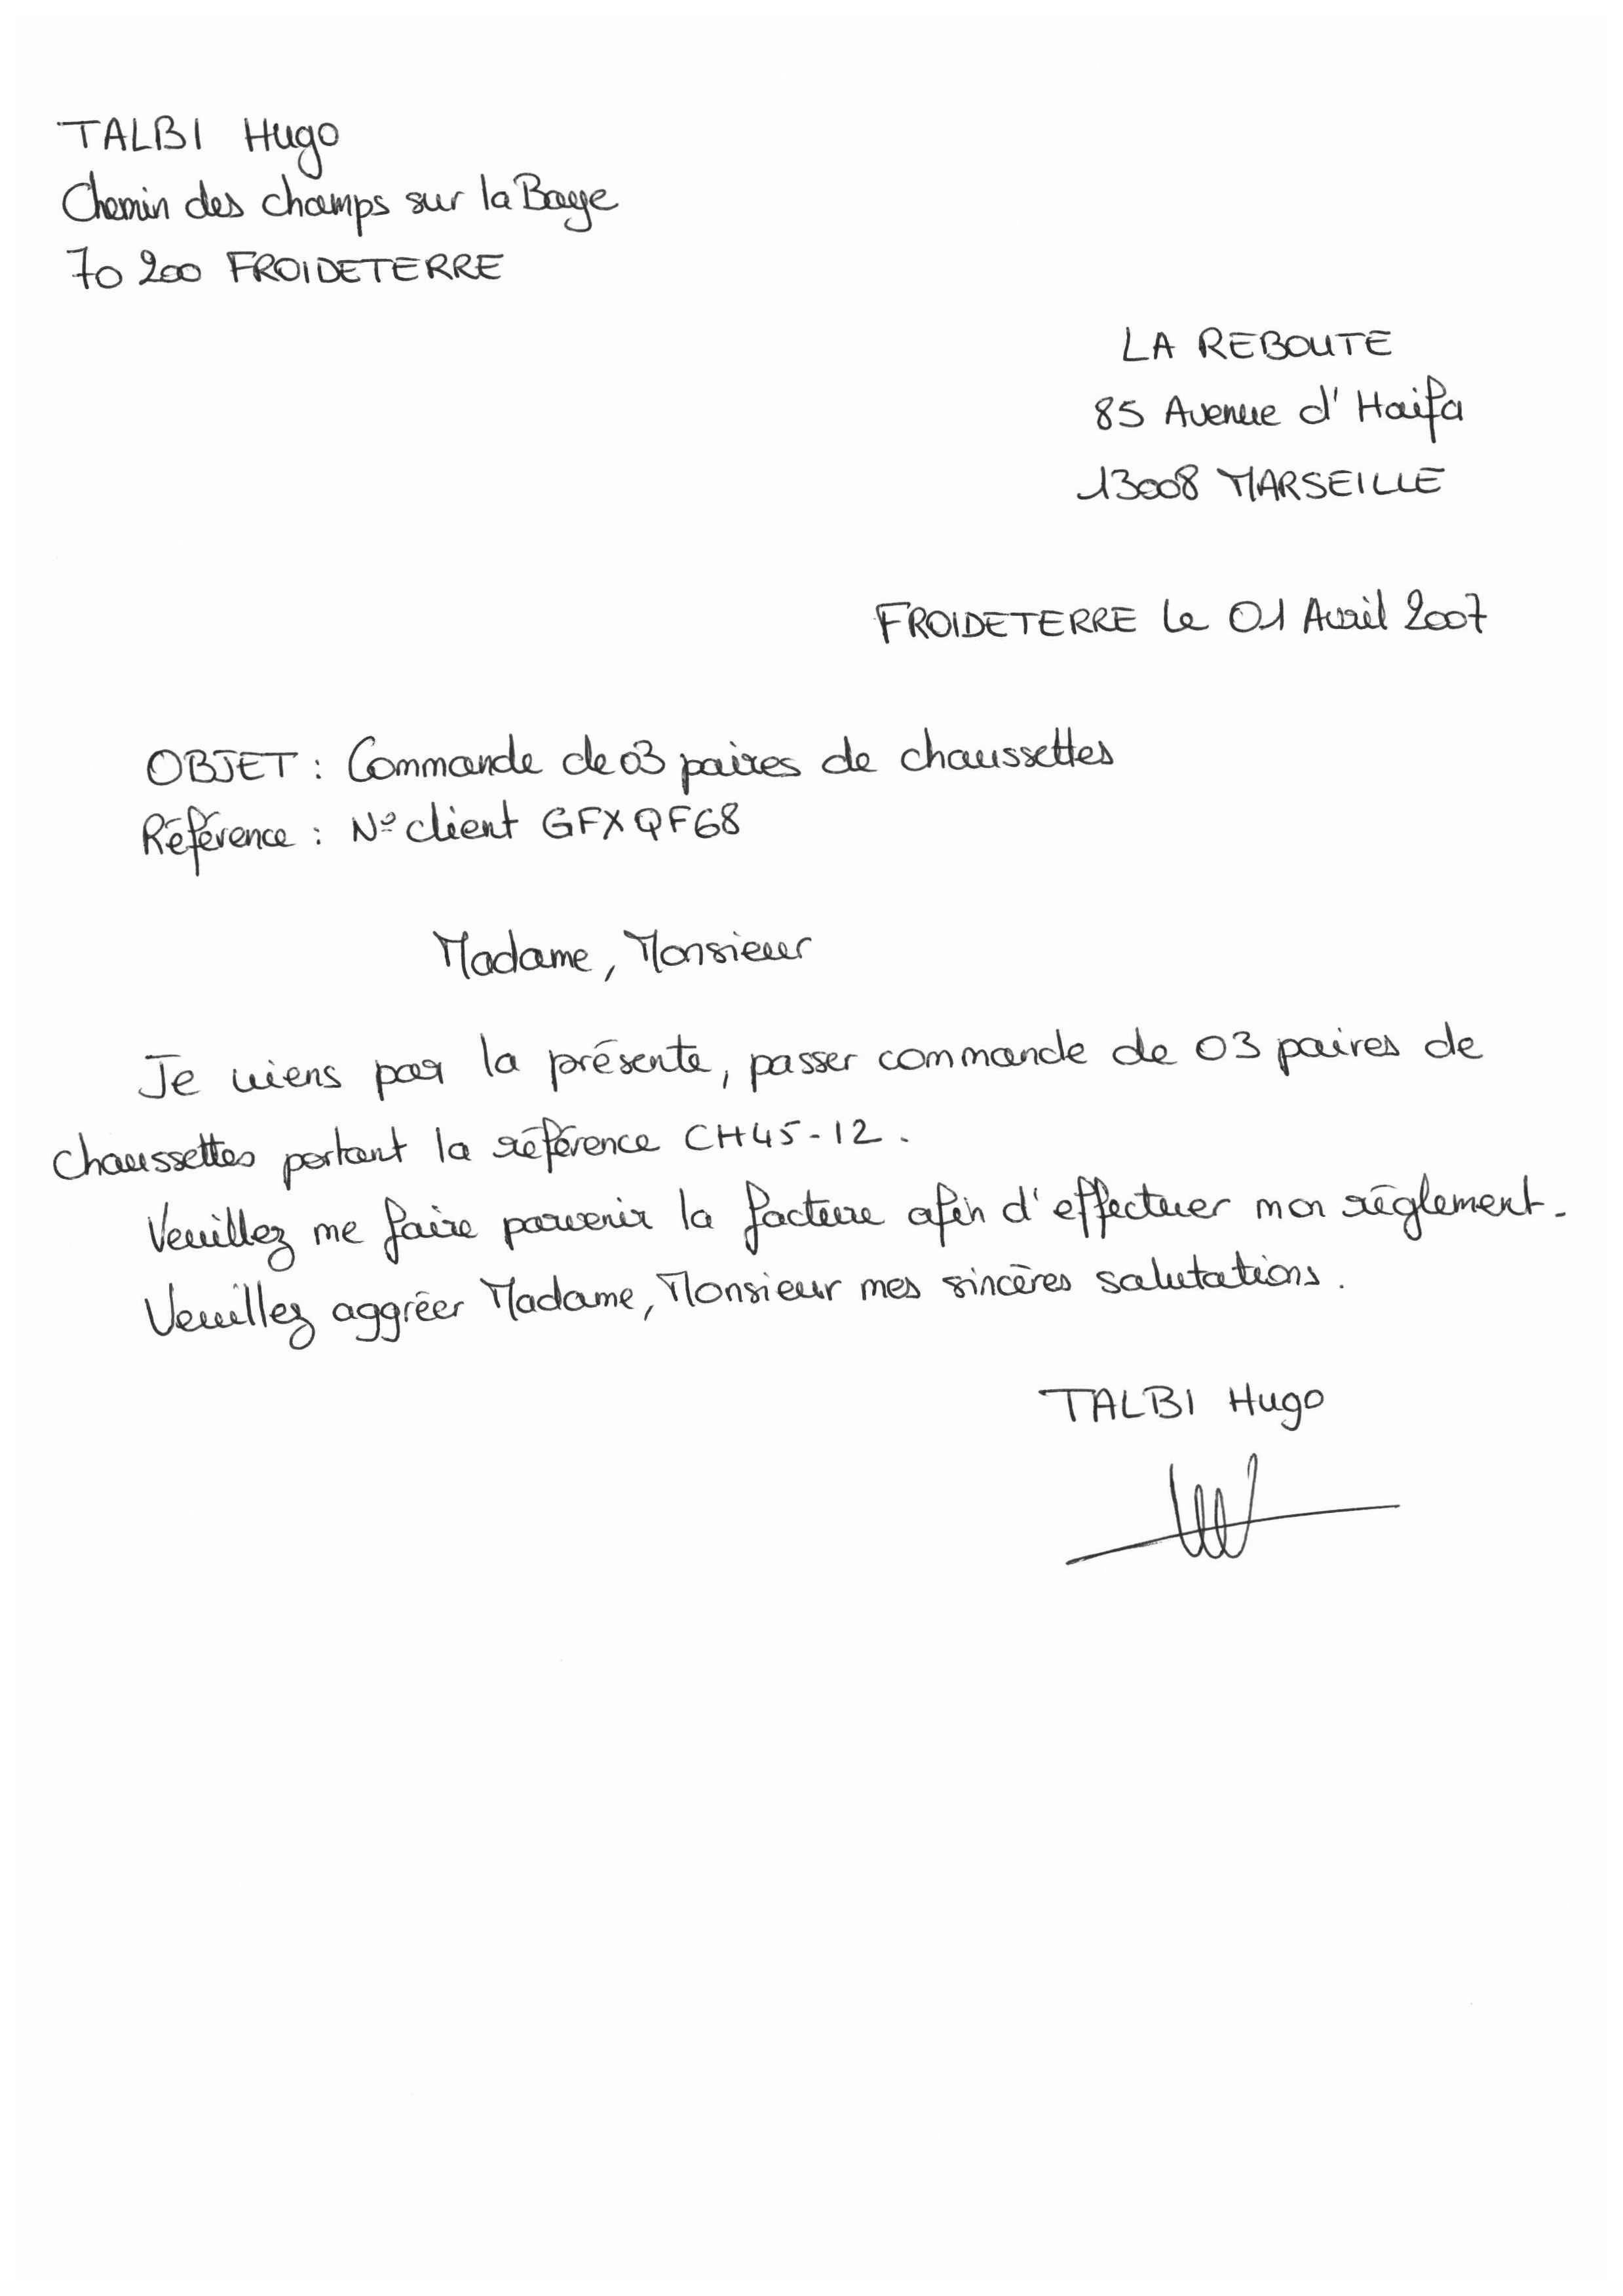 TALBI Hugo
Chemin des champs sur la Baye
70 200 FROIDETERRE
LA REBOUTE
85 Avenue d'Haifa
13008 MARSEILLE
FROIDETERRE le 01 Avril 2007
OBJET : Commande de 03 paires de chaussettes
Référence : N° client GFXQF68
Madame, Monsieur
Je viens par la présente, passer commande de 03 paires de
chaussettes portant la référence CH45-12.
Veuillez me faire parvenir la facture afin d'effectuer mon règlement.
Veuillez aggréer Madame, Monsieur mes sincères salutations.
TALBI Hugo